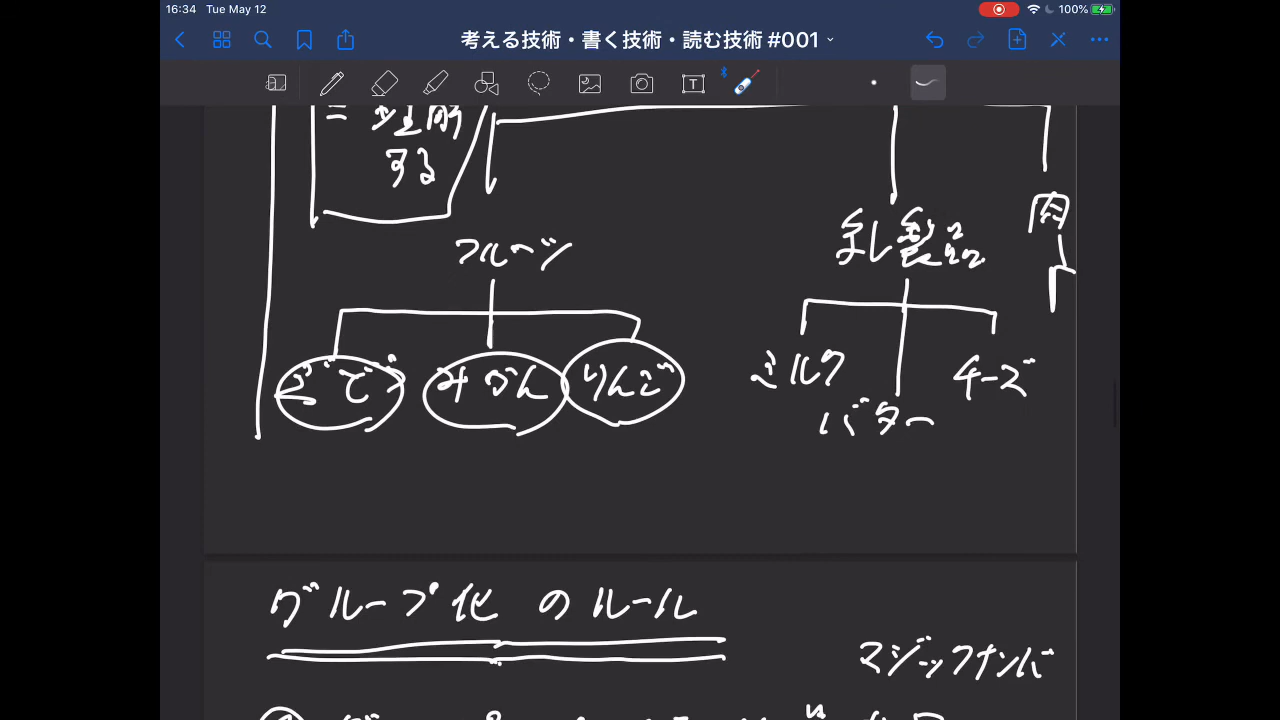 16:34 Tue May 12
100%
考える技術・書く技術・読む技術 #001
T
= 整理
する
肉
フルーツ
乳製品
ぶどう みかん りんご
ミルク チーズ
バター
グループ化 のルール
マジックナンバ